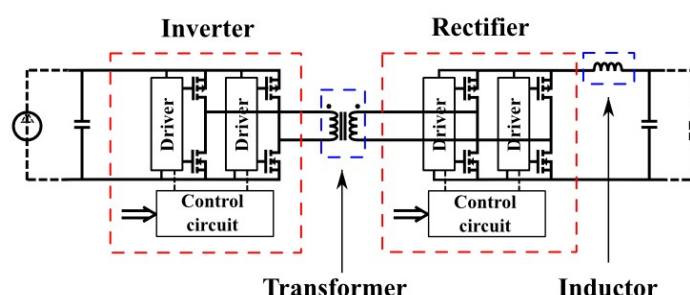 Inverter
Rectifier
Driver
Driver
Driver
Driver
Control
circuit
Control
circuit
Transformer
Inductor